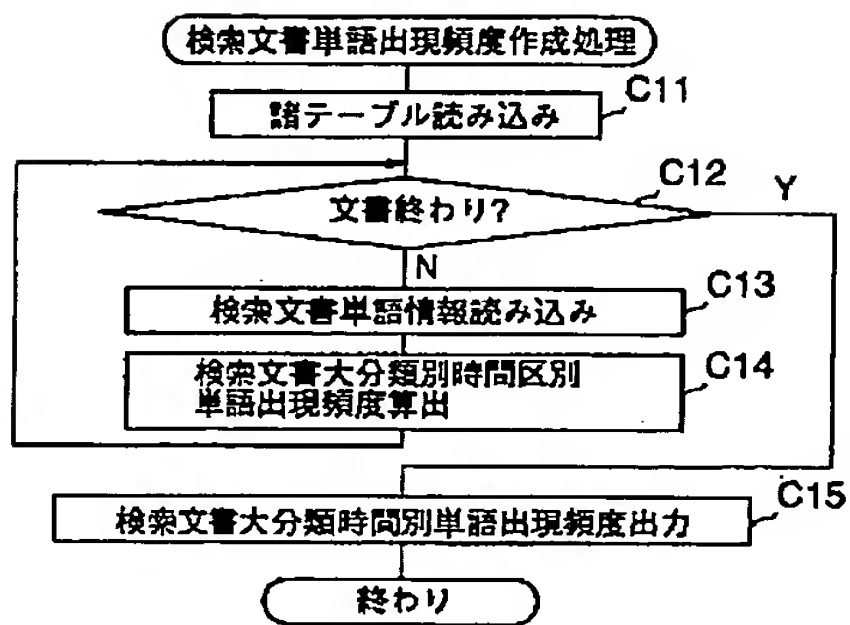 検索文書単語出現頻度作成処理
諸テーブル読み込み
C11
文書終わり?
C12
Y
N
検索文書単語情報読み込み
C13
検索文書大分類別時間区別
単語出現頻度算出
C14
検索文書大分類時間別単語出現頻度出力
C15
終わり